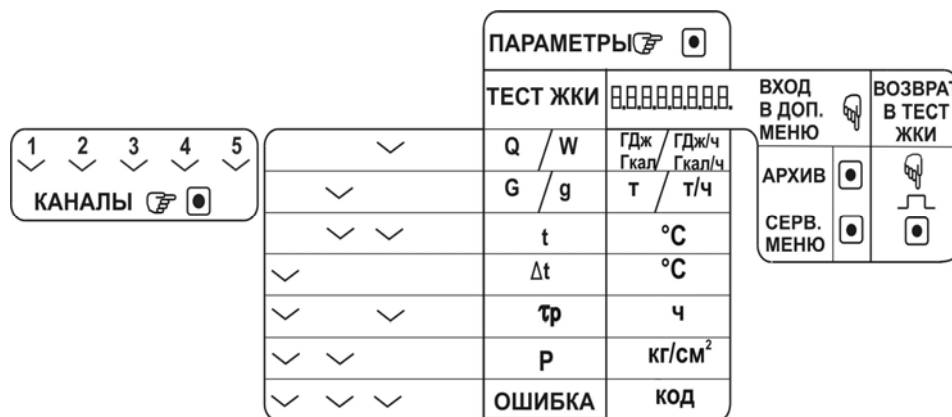 ПАРАМЕТРЫ
ТЕСТ ЖКИ 8.8.8.8.8.8.8.8.
ВХОД
В ДОП.
МЕНЮ
ВОЗВРАТ
В ТЕСТ
ЖКИ
1 2 3 4 5
КАНАЛЫ
Q / W ГДж / ГДж/ч
Гкал / Гкал/ч
G / g т / т/ч
t °C
Δt °C
τр ч
P кг/см²
ОШИБКА код
АРХИВ
СЕРВ.
МЕНЮ